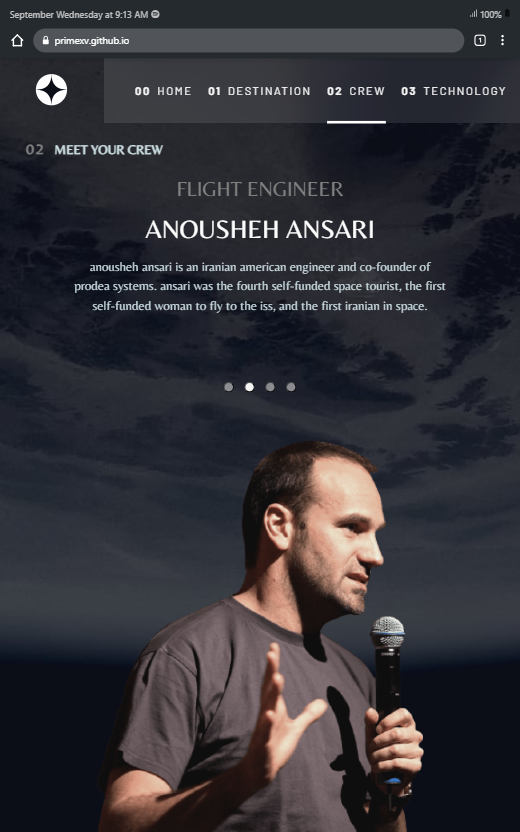 September Wednesday at 9:13 AM
100%
primexv.github.io
1
00 HOME 01 DESTINATION 02 CREW 03 TECHNOLOGY
02 MEET YOUR CREW
FLIGHT ENGINEER
ANOUSHEH ANSARI
anousheh ansari is an iranian american engineer and co-founder of
prodea systems. ansari was the fourth self-funded space tourist, the first
self-funded woman to fly to the iss, and the first iranian in space.